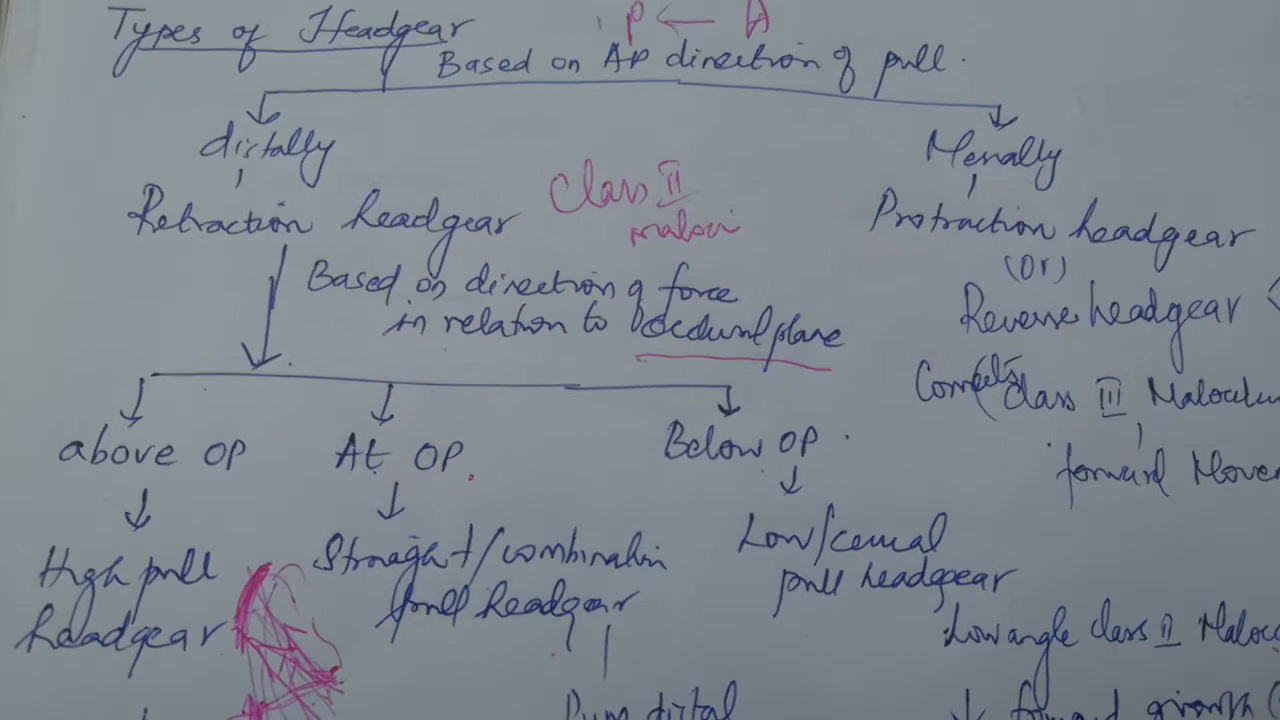 Types of Headgear
P ← A
Based on AP direction of pull.
distally
Mesially
Retraction headgear
Class II
Protraction headgear
(Or)
Reverse headgear
Based on direction of force
in relation to Occlusal plane
Corrects Class III Maloclu
forward Movem
above OP
At OP.
Below OP.
High pull
headgear
Straight/combination
pull headgear
Low/cervical
pull headgear
Low angle class II Maloc
Pure distal
↓ forward growth (